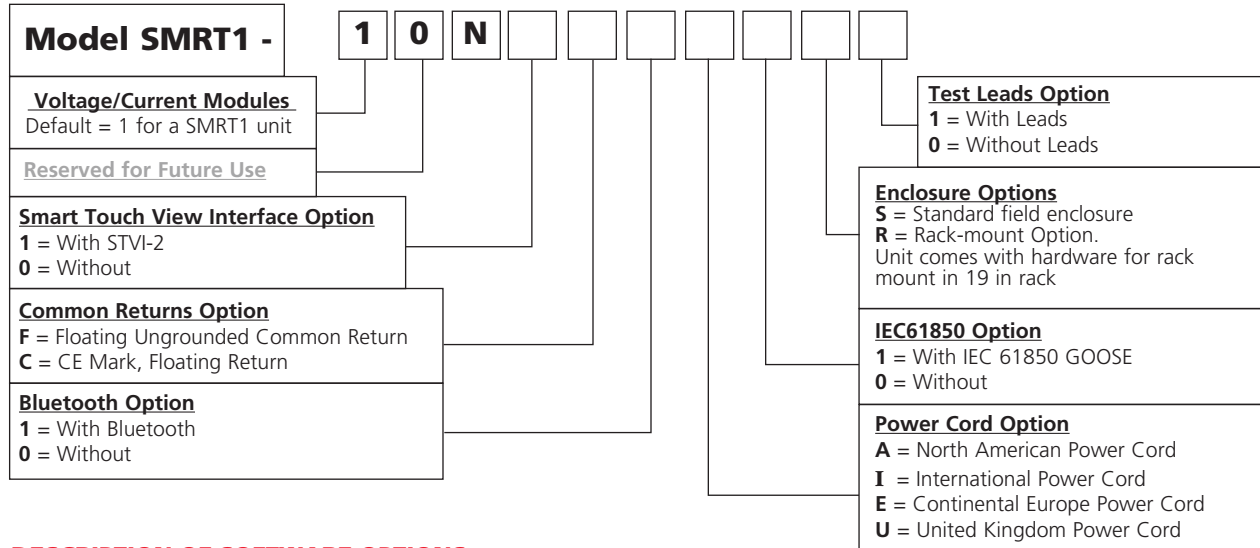 Model SMRT1 - 1 0 N
Voltage/Current Modules
Default = 1 for a SMRT1 unit
Reserved for Future Use
Smart Touch View Interface Option
1 = With STVI-2
0 = Without
Common Returns Option
F = Floating Ungrounded Common Return
C = CE Mark, Floating Return
Bluetooth Option
1 = With Bluetooth
0 = Without
Test Leads Option
1 = With Leads
0 = Without Leads
Enclosure Options
S = Standard field enclosure
R = Rack-mount Option.
Unit comes with hardware for rack
mount in 19 in rack
IEC61850 Option
1 = With IEC 61850 GOOSE
0 = Without
Power Cord Option
A = North American Power Cord
I = International Power Cord
E = Continental Europe Power Cord
U = United Kingdom Power Cord
DESCRIPTION OF SOFTWARE OPTIONS